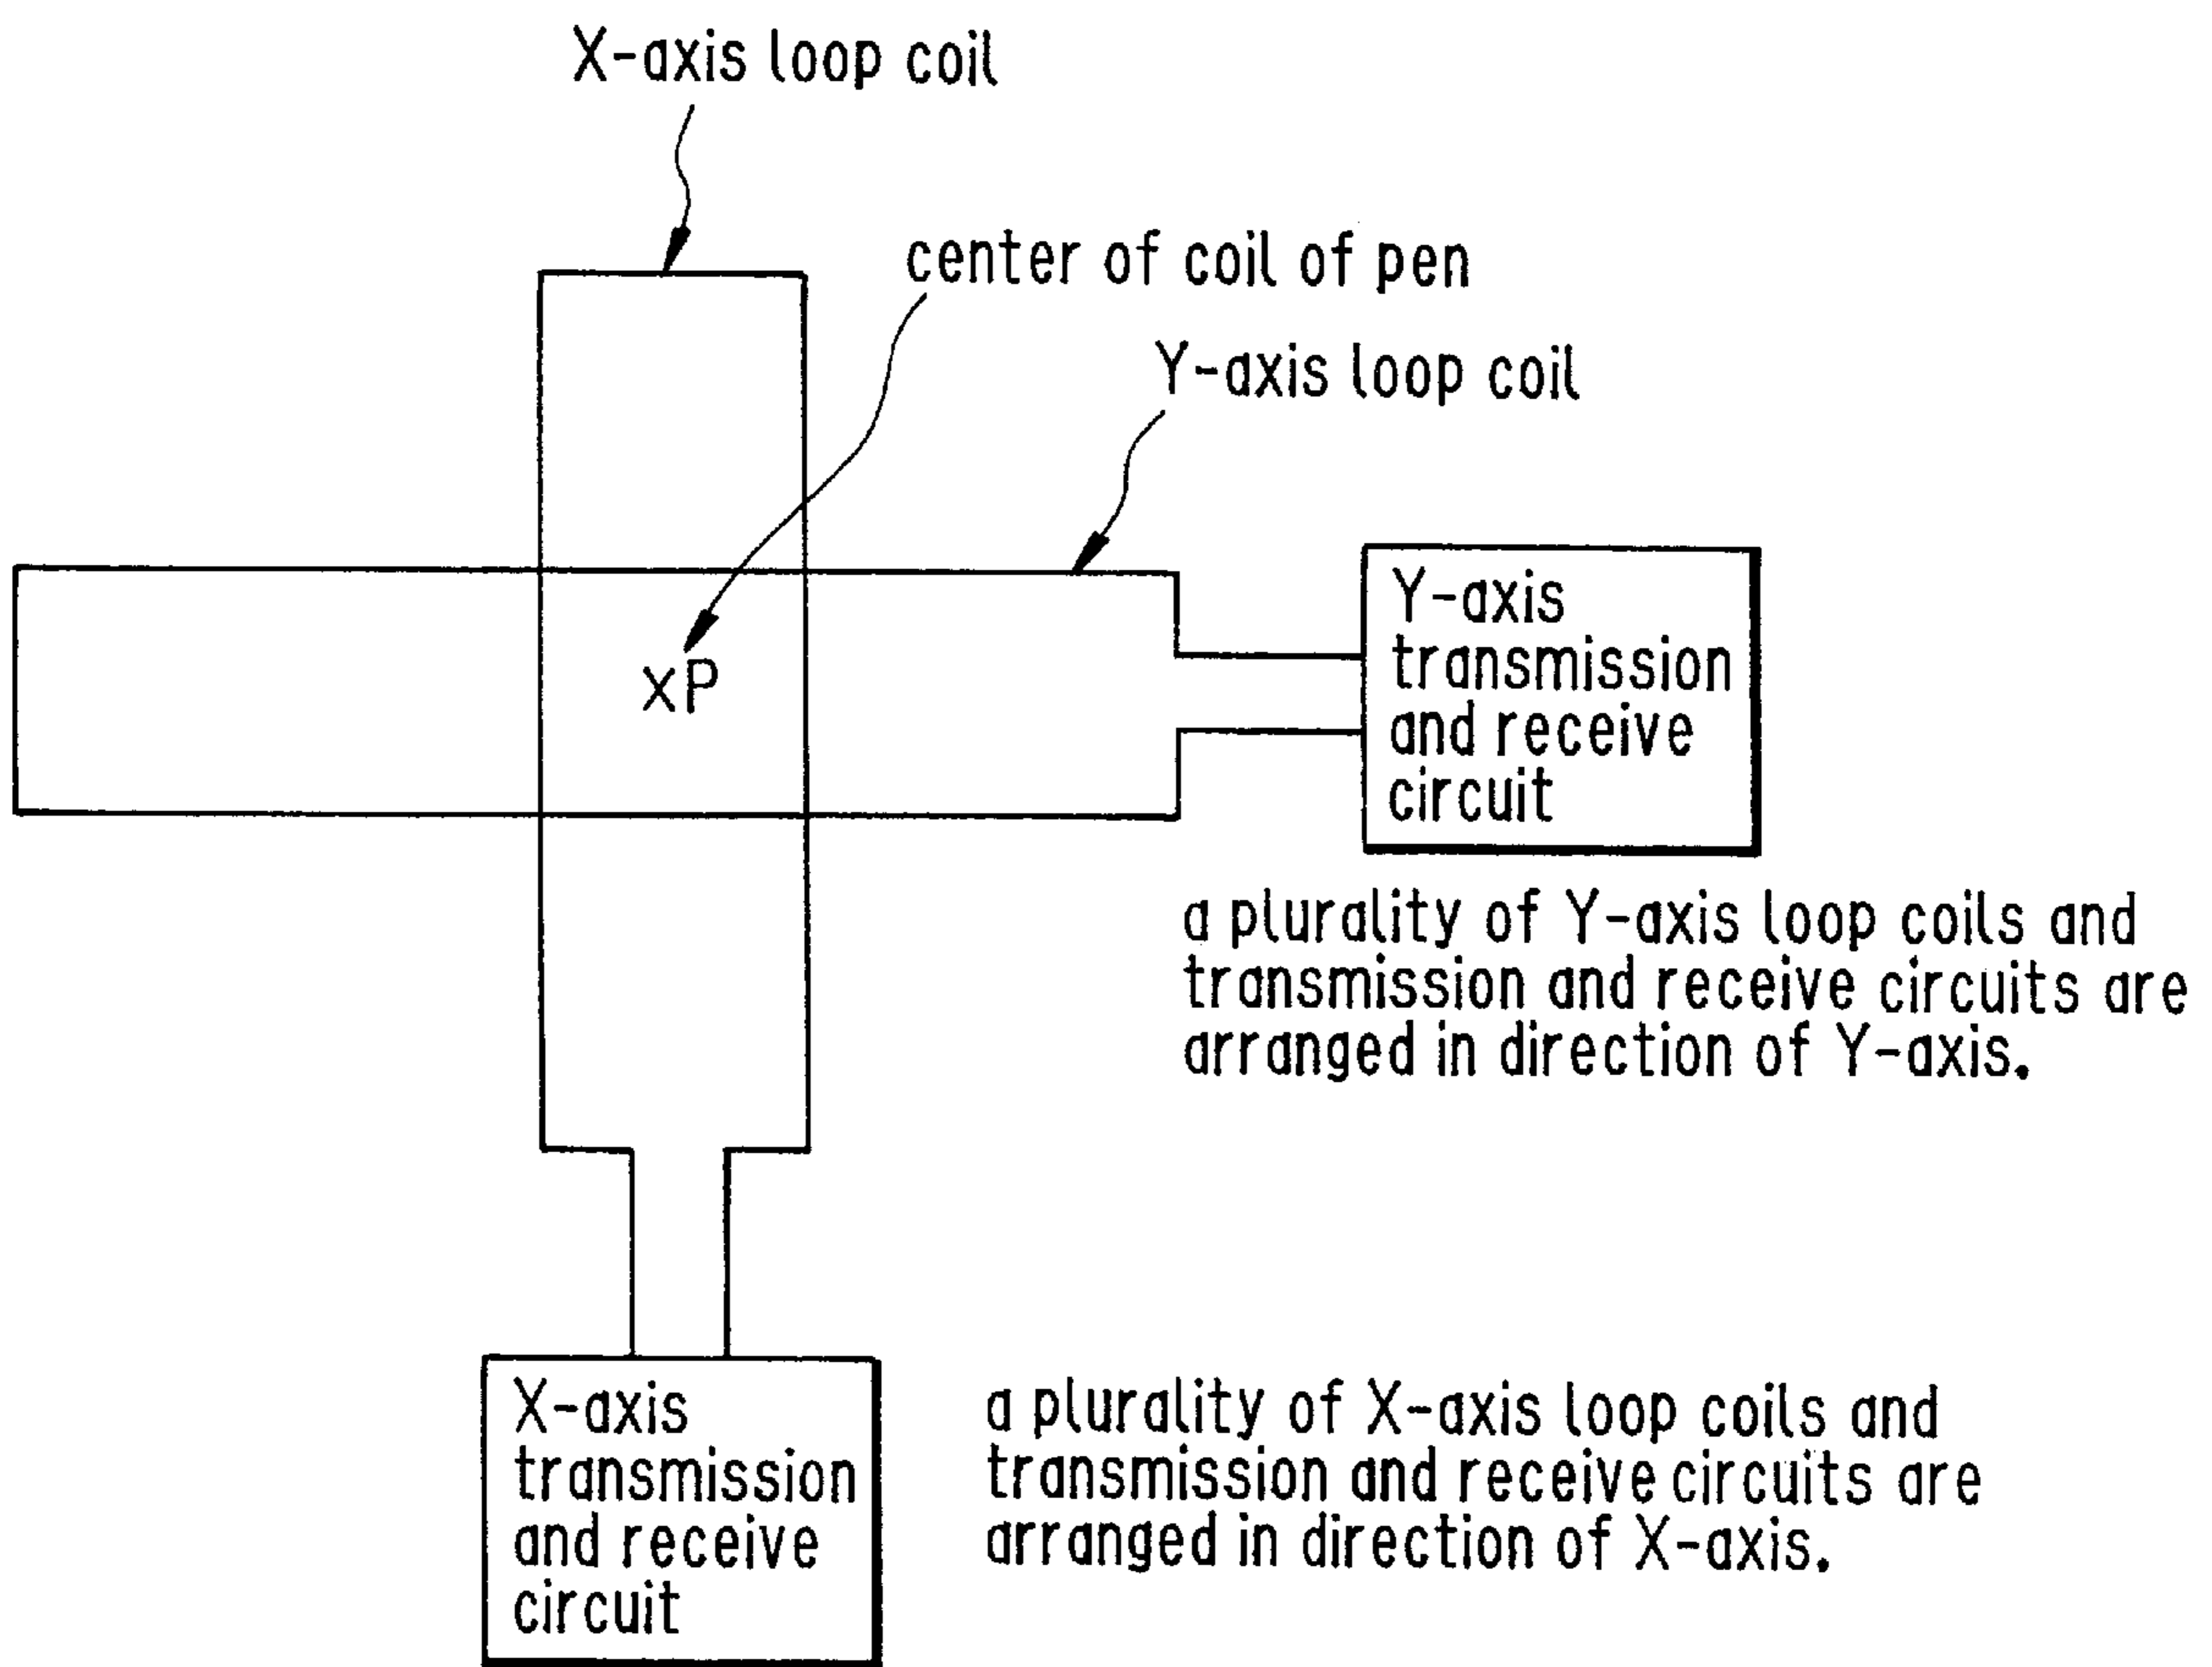 X-axis loop coil
center of coil of pen
Y-axis loop coil
xP
Y-axis
transmission
and receive
circuit
a plurality of Y-axis loop coils and
transmission and receive circuits are
arranged in direction of Y-axis.
X-axis
transmission
and receive
circuit
a plurality of X-axis loop coils and
transmission and receive circuits are
arranged in direction of X-axis.